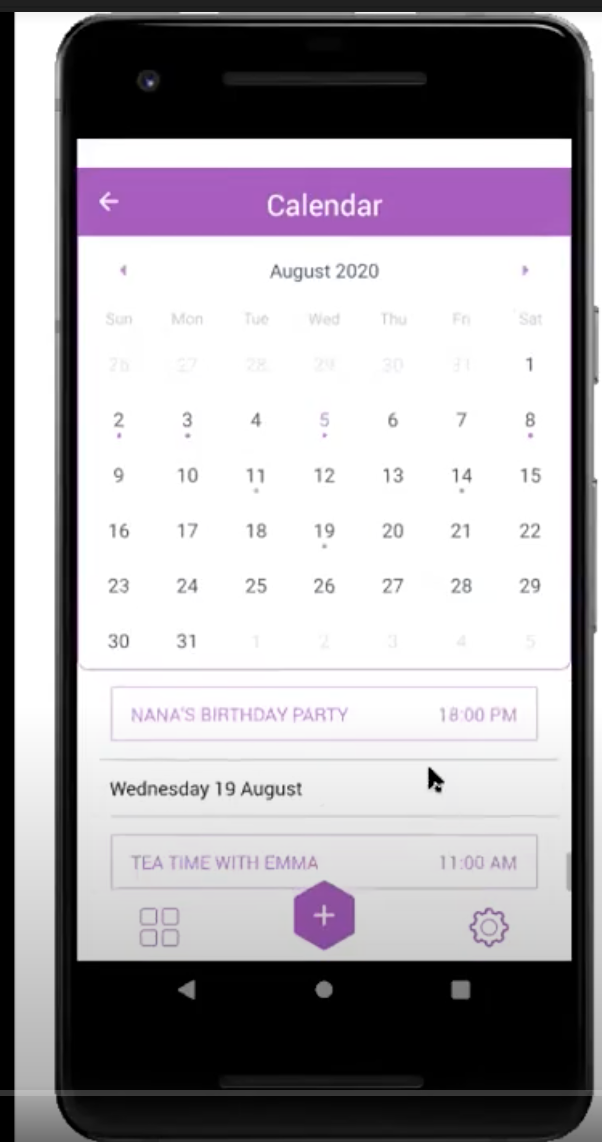 Calendar
August 2020
Sun Mon Tue Wed Thu Fri Sat
26 27 28 29 30 31 1
2 3 4 5 6 7 8
9 10 11 12 13 14 15
16 17 18 19 20 21 22
23 24 25 26 27 28 29
30 31 1 2 3 4 5
NANA'S BIRTHDAY PARTY 18:00 PM
Wednesday 19 August
TEA TIME WITH EMMA 11:00 AM
+